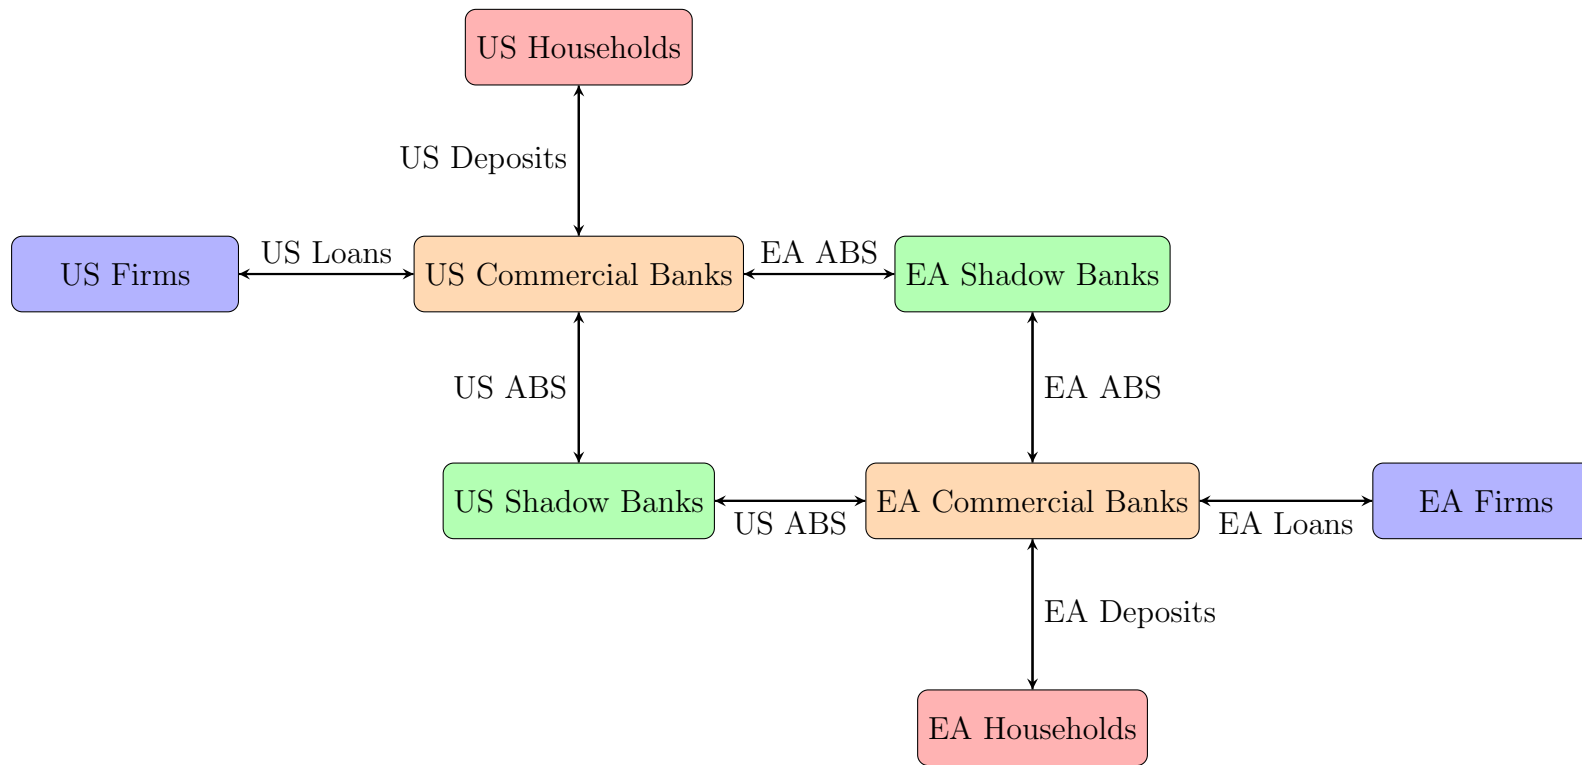 US Households
US Deposits
US Firms
US Loans
US Commercial Banks
EA ABS
EA Shadow Banks
US ABS
EA ABS
US Shadow Banks
US ABS
EA Commercial Banks
EA Loans
EA Firms
EA Deposits
EA Households